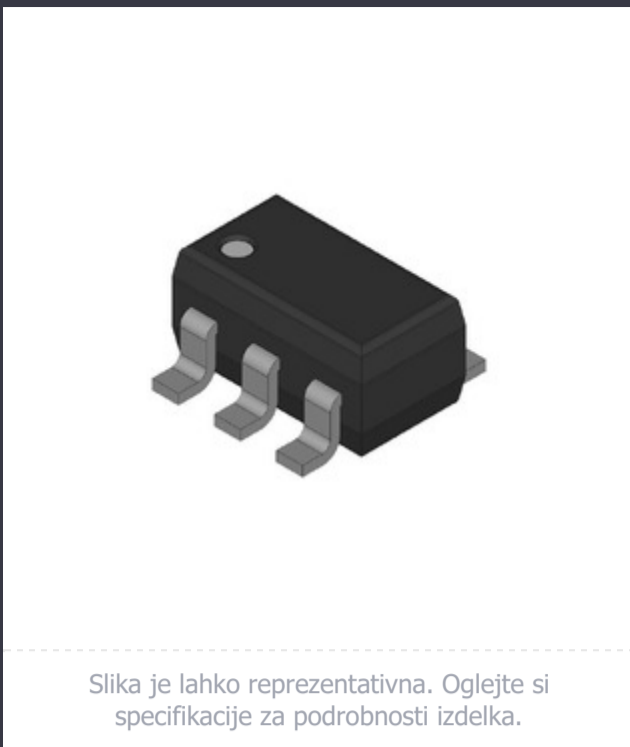 Slika je lahko reprezentativna. Oglejte si
specifikacije za podrobnosti izdelka.